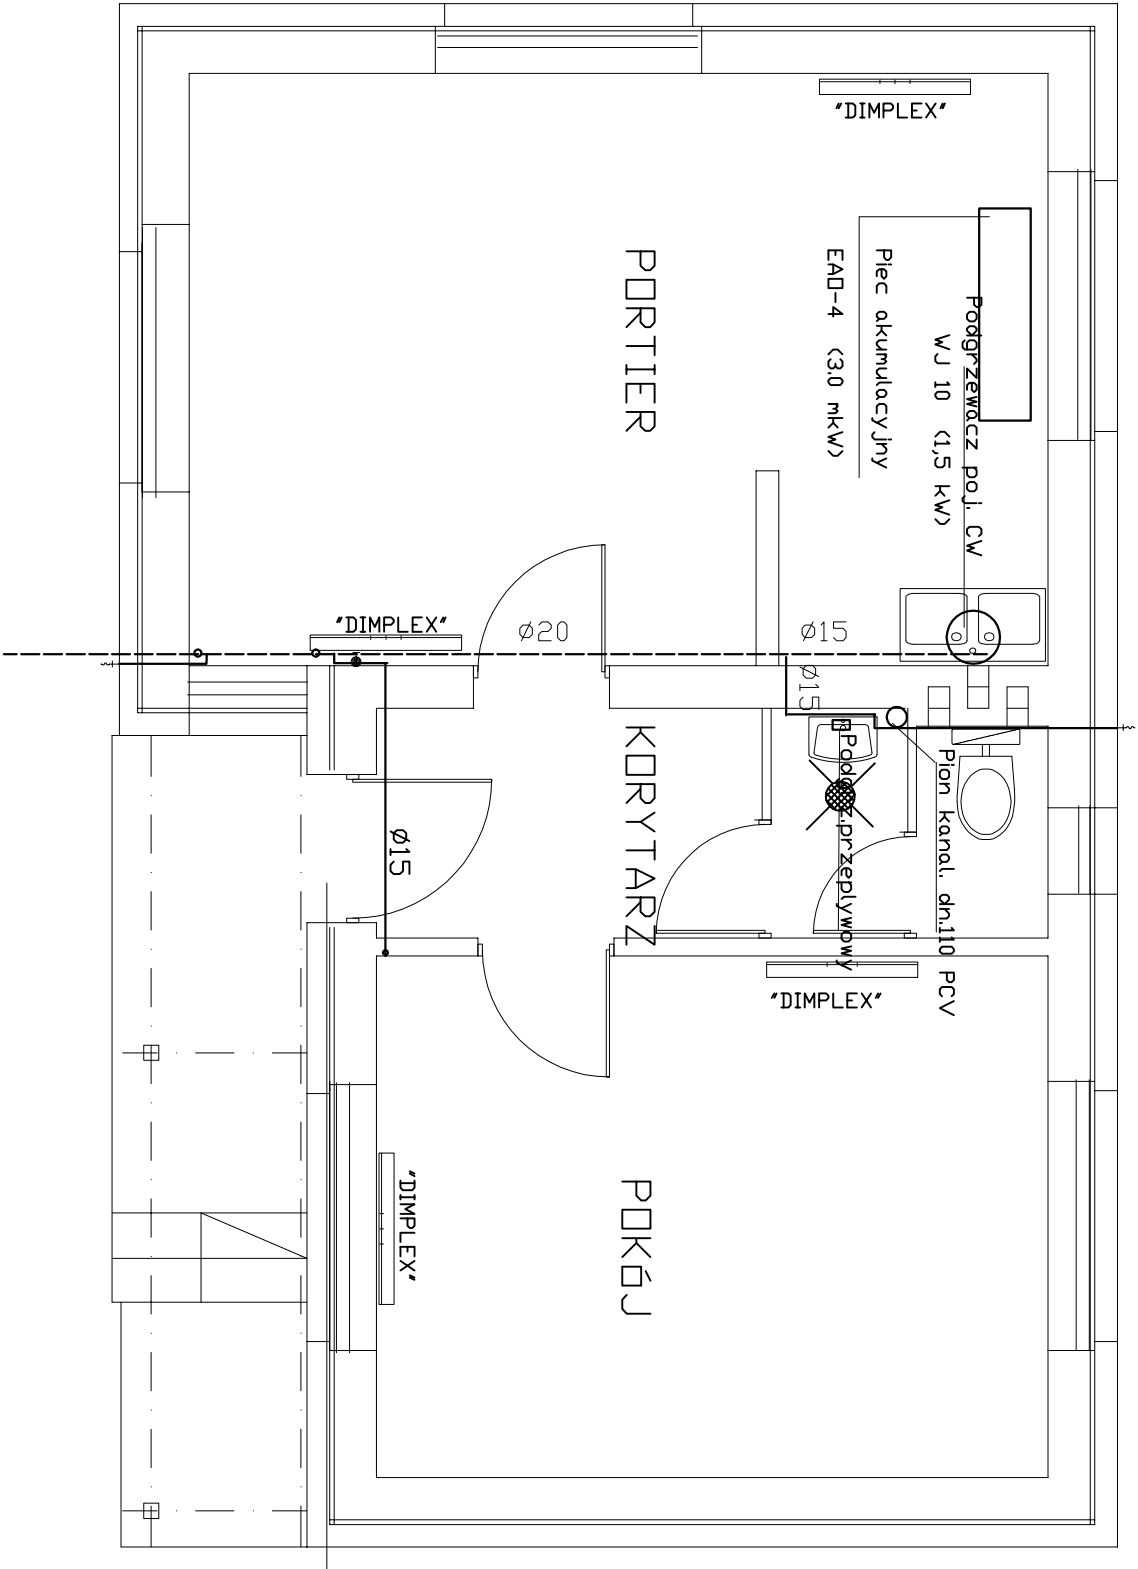 "DIMPLEX"
PORTIER
Piec akumulacyjny
EAO-4 (3.0 mkW)
Podgrzewacz poj. CW
WJ 10 (1,5 kW)
"DIMPLEX"
Ø20
Ø15
Ø15
KORYTARZ
Ø15
Podgrz.przeplywowy
Pion kanal. dn.110 PCV
"DIMPLEX"
"DIMPLEX"
POKÓJ